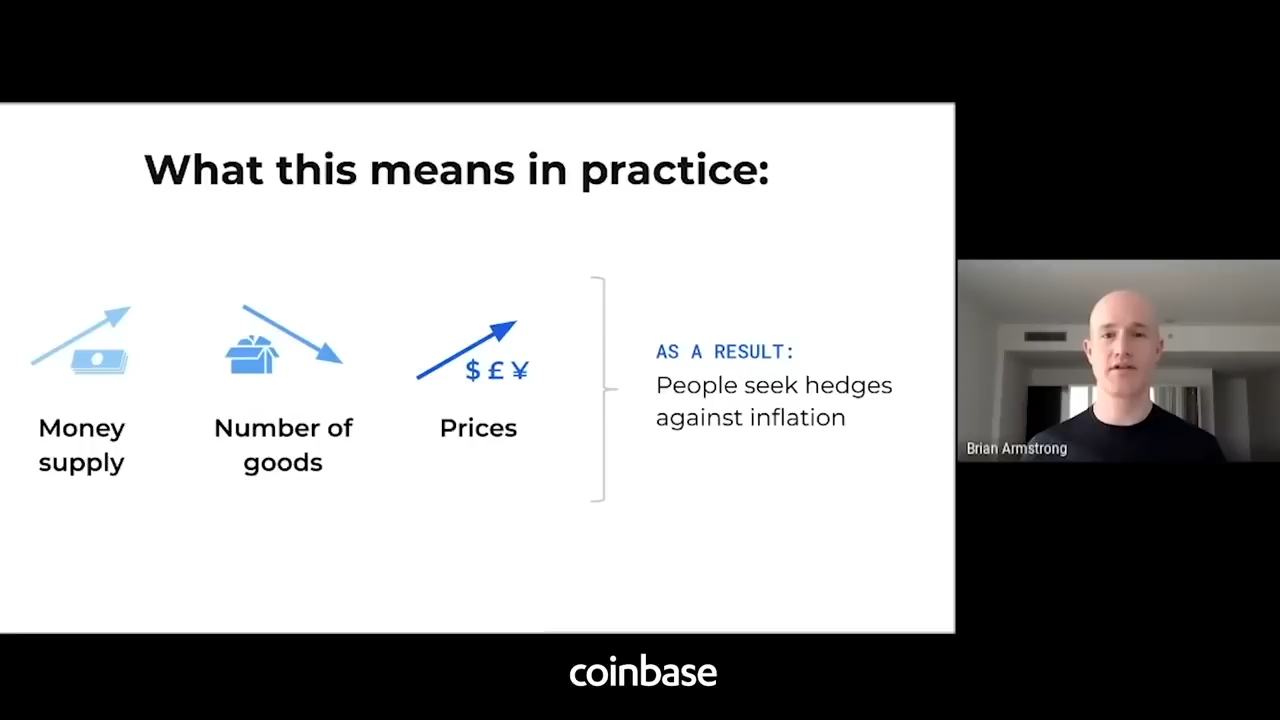 What this means in practice:
$ £ ¥
Money
supply
Number of
goods
Prices
AS A RESULT:
People seek hedges
against inflation
Brian Armstrong
coinbase